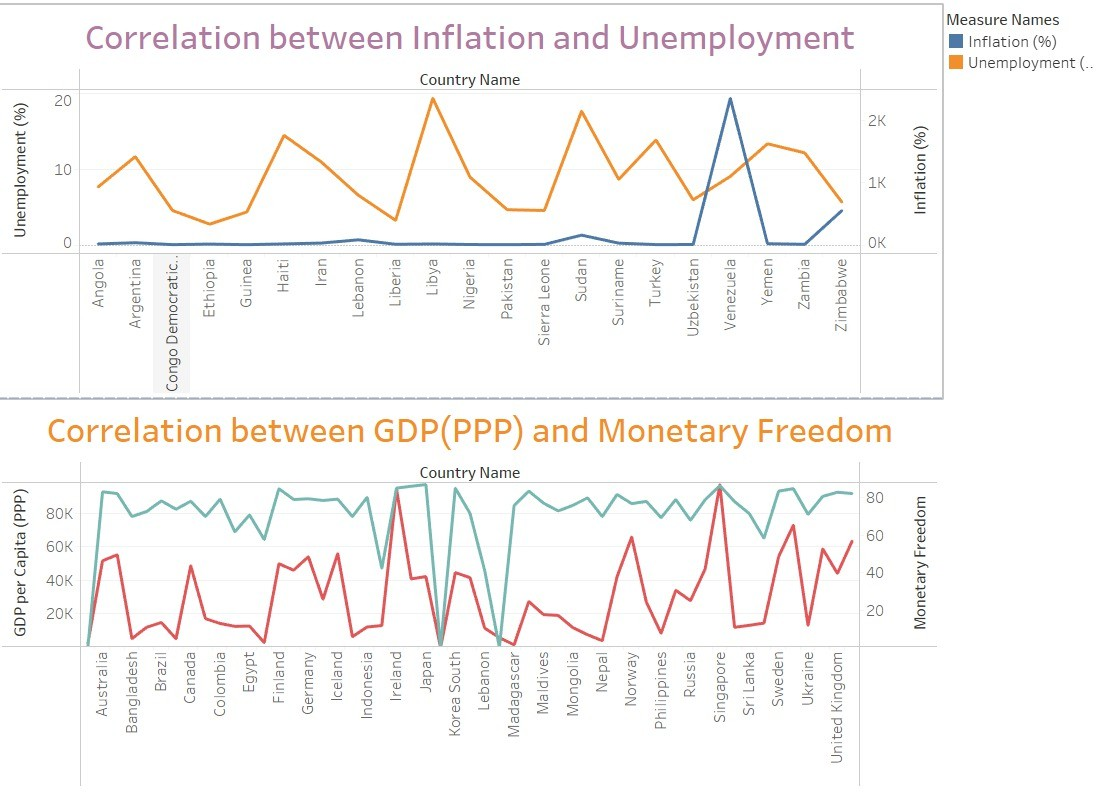 Correlation between Inflation and Unemployment
Measure Names
Inflation (%)
Unemployment (..
Country Name
Unemployment (%)
20
10
0
2K
1K
0K
Inflation (%)
Angola
Argentina
Congo Democratic..
Ethiopia
Guinea
Haiti
Iran
Lebanon
Liberia
Libya
Nigeria
Pakistan
Sierra Leone
Sudan
Suriname
Turkey
Uzbekistan
Venezuela
Yemen
Zambia
Zimbabwe
Correlation between GDP(PPP) and Monetary Freedom
Country Name
GDP per Capita (PPP)
80K
60K
40K
20K
80
60
40
20
Monetary Freedom
Australia
Bangladesh
Brazil
Canada
Colombia
Egypt
Finland
Germany
Iceland
Indonesia
Ireland
Japan
Korea South
Lebanon
Madagascar
Maldives
Mongolia
Nepal
Norway
Philippines
Russia
Singapore
Sri Lanka
Sweden
Ukraine
United Kingdom